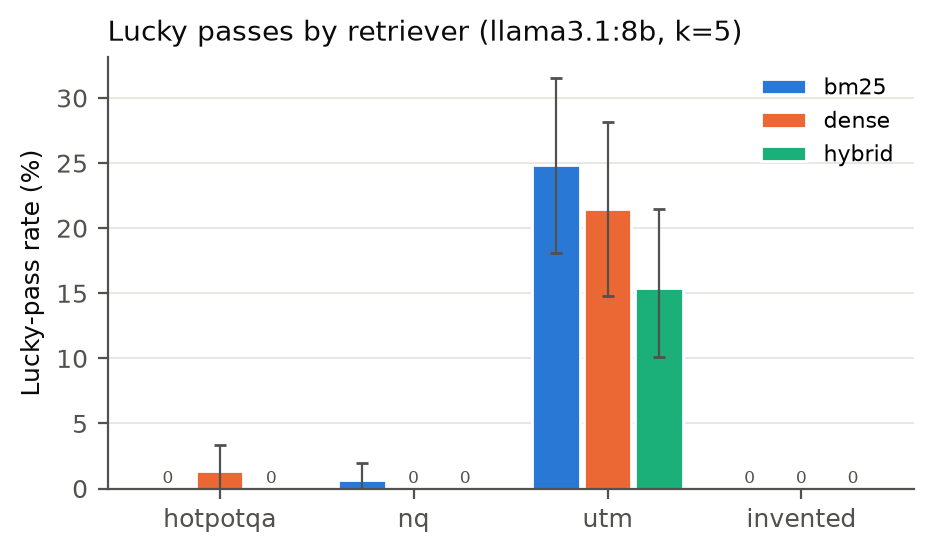 Lucky passes by retriever (llama3.1:8b, k=5)
bm25
dense
hybrid
Lucky-pass rate (%)
30
25
20
15
10
5
0
0 0 0 0 0 0 0 0
hotpotqa nq utm invented